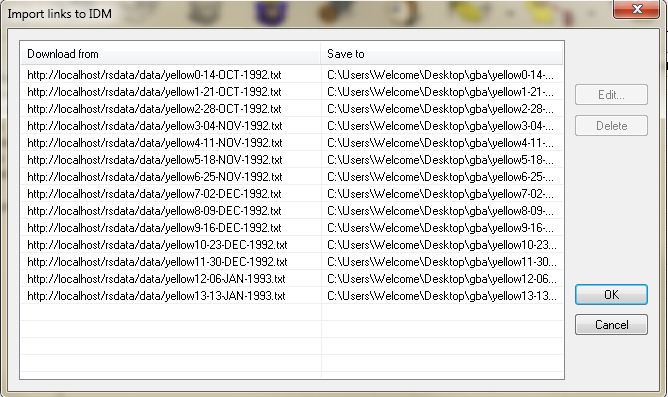 Import links to IDM
Download from Save to
http://localhost/rsdata/data/yellow0-14-OCT-1992.txt C:\Users\Welcome\Desktop\gba\yellow0-14-...
http://localhost/rsdata/data/yellow1-21-OCT-1992.txt C:\Users\Welcome\Desktop\gba\yellow1-21-...
http://localhost/rsdata/data/yellow2-28-OCT-1992.txt C:\Users\Welcome\Desktop\gba\yellow2-28-...
http://localhost/rsdata/data/yellow3-04-NOV-1992.txt C:\Users\Welcome\Desktop\gba\yellow3-04-...
Edit...
http://localhost/rsdata/data/yellow4-11-NOV-1992.txt C:\Users\Welcome\Desktop\gba\yellow4-11-...
Delete
http://localhost/rsdata/data/yellow5-18-NOV-1992.txt C:\Users\Welcome\Desktop\gba\yellow5-18-...
http://localhost/rsdata/data/yellow6-25-NOV-1992.txt C:\Users\Welcome\Desktop\gba\yellow6-25-...
http://localhost/rsdata/data/yellow7-02-DEC-1992.txt C:\Users\Welcome\Desktop\gba\yellow7-02-...
http://localhost/rsdata/data/yellow8-09-DEC-1992.txt C:\Users\Welcome\Desktop\gba\yellow8-09-...
http://localhost/rsdata/data/yellow9-16-DEC-1992.txt C:\Users\Welcome\Desktop\gba\yellow9-16-...
http://localhost/rsdata/data/yellow10-23-DEC-1992.txt C:\Users\Welcome\Desktop\gba\yellow10-23...
http://localhost/rsdata/data/yellow11-30-DEC-1992.txt C:\Users\Welcome\Desktop\gba\yellow11-30...
http://localhost/rsdata/data/yellow12-06-JAN-1993.txt C:\Users\Welcome\Desktop\gba\yellow12-06...
http://localhost/rsdata/data/yellow13-13-JAN-1993.txt C:\Users\Welcome\Desktop\gba\yellow13-13...
OK
Cancel